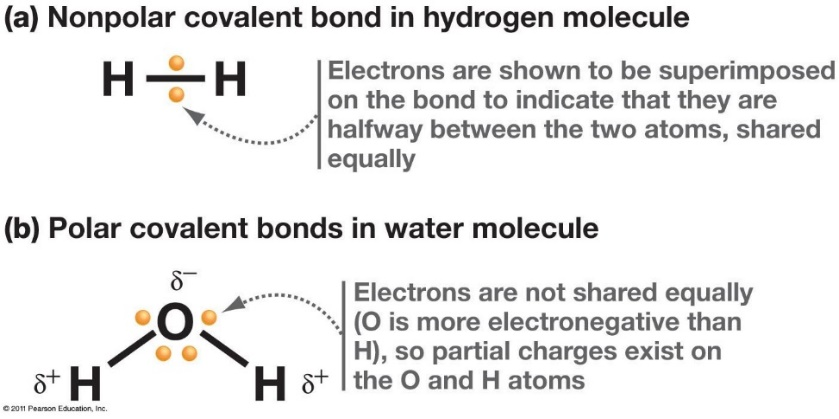 (a) Nonpolar covalent bond in hydrogen molecule
H H
Electrons are shown to be superimposed
on the bond to indicate that they are
halfway between the two atoms, shared
equally
(b) Polar covalent bonds in water molecule
δ−
O
δ+ H H δ+
Electrons are not shared equally
(O is more electronegative than
H), so partial charges exist on
the O and H atoms
© 2011 Pearson Education, Inc.